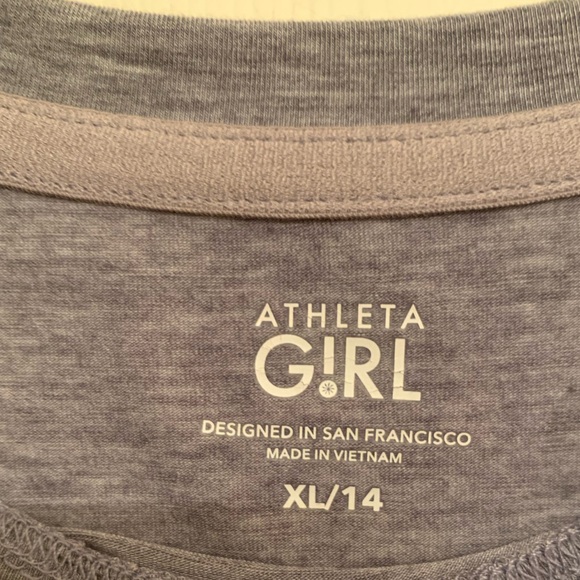 ATHLETA
G!RL
DESIGNED IN SAN FRANCISCO
MADE IN VIETNAM
XL/14